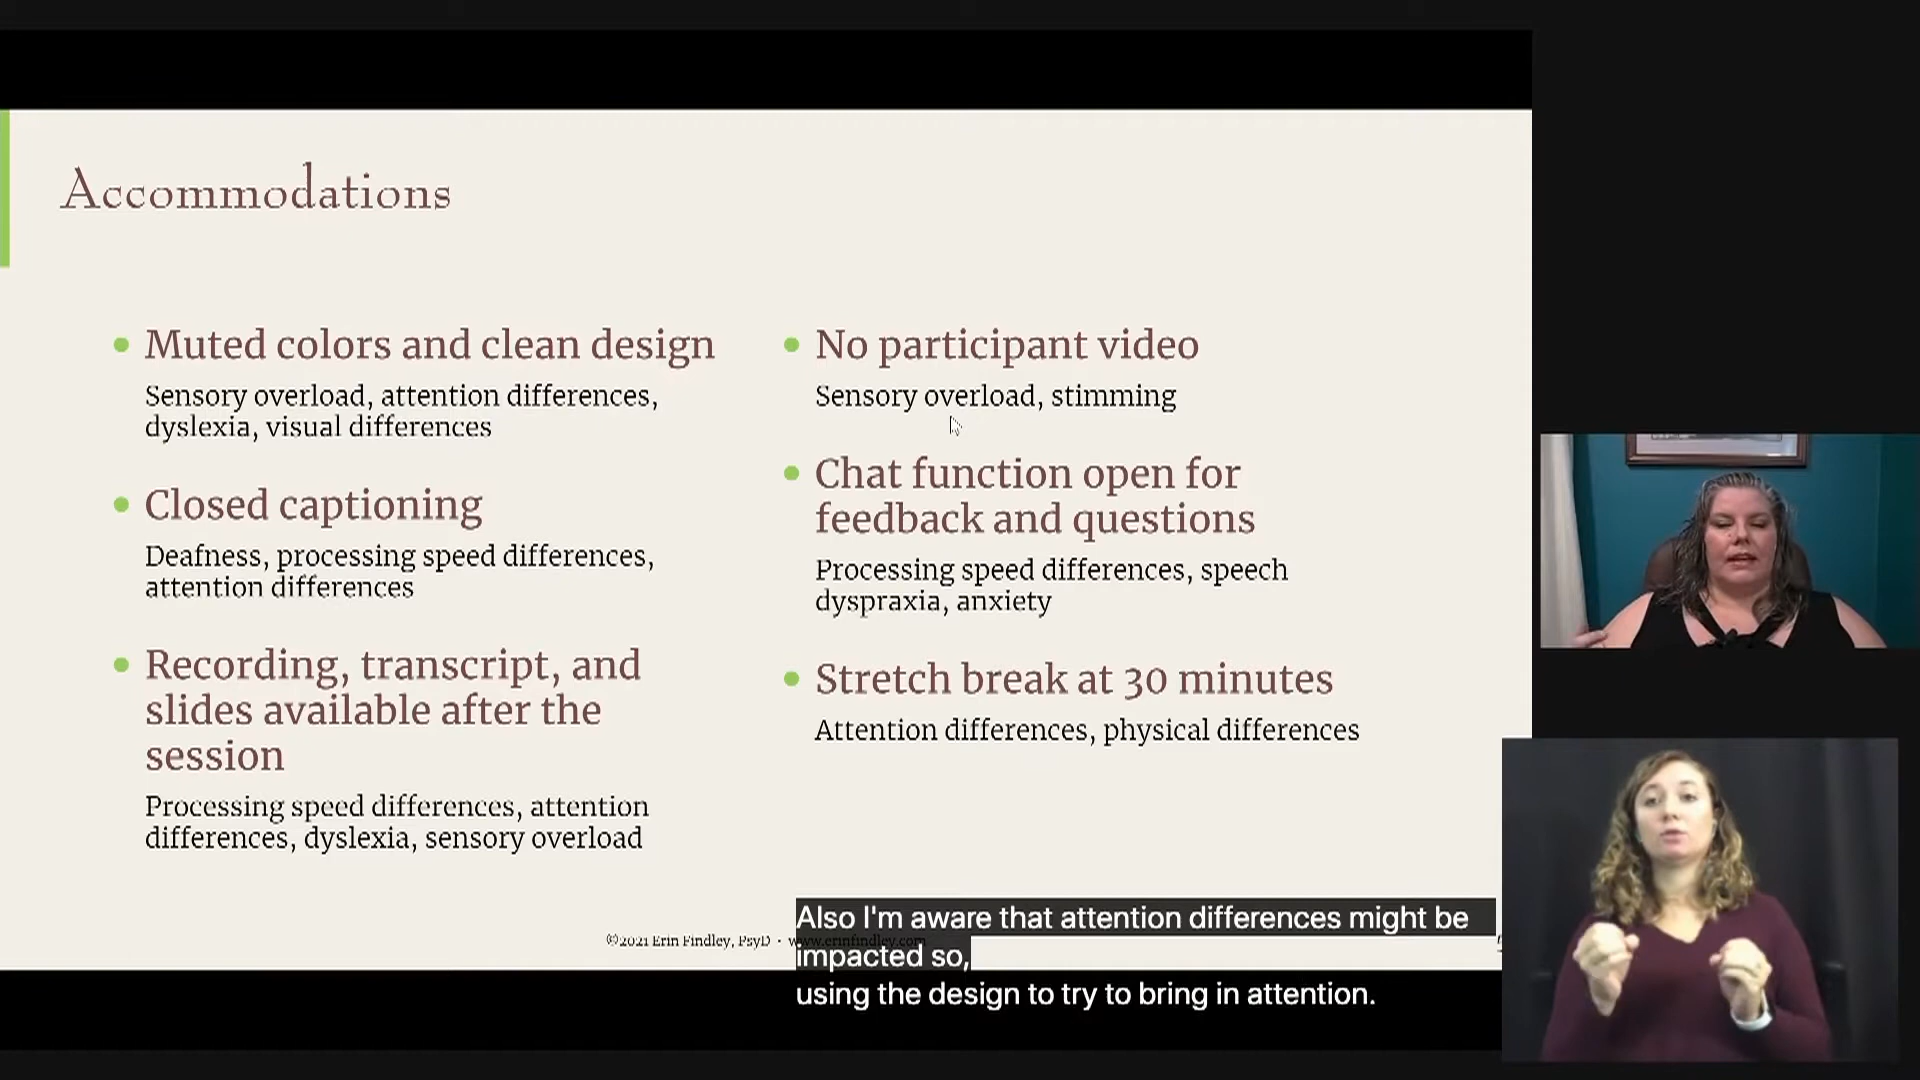 Accommodations
Muted colors and clean design
Sensory overload, attention differences,
dyslexia, visual differences
Closed captioning
Deafness, processing speed differences,
attention differences
Recording, transcript, and
slides available after the
session
Processing speed differences, attention
differences, dyslexia, sensory overload
No participant video
Sensory overload, stimming
Chat function open for
feedback and questions
Processing speed differences, speech
dyspraxia, anxiety
Stretch break at 30 minutes
Attention differences, physical differences
©2021 Erin Findley, PsyD · www.erinfindley.com
Also I'm aware that attention differences might be
impacted so,
using the design to try to bring in attention.